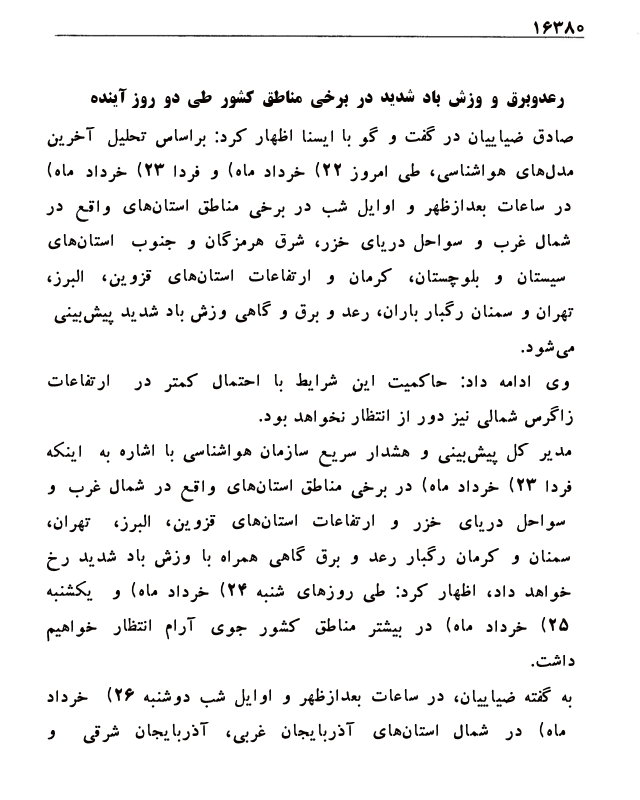 ۱۶۳۸۰
رعدوبرق و وزش باد شدید در برخی مناطق کشور طی دو روز آینده
صادق ضیاییان در گفت و گو با ایسنا اظهار کرد: براساس تحلیل آخرین
مدل‌های هواشناسی، طی امروز ۲۲) خرداد ماه) و فردا ۲۳) خرداد ماه)
در ساعات بعدازظهر و اوایل شب در برخی مناطق استان‌های واقع در
شمال غرب و سواحل دریای خزر، شرق هرمزگان و جنوب استان‌های
سیستان و بلوچستان، کرمان و ارتفاعات استان‌های قزوین، البرز،
تهران و سمنان رگبار باران، رعد و برق و گاهی وزش باد شدید پیش‌بینی
می‌شود.
وی ادامه داد: حاکمیت این شرایط با احتمال کمتر در ارتفاعات
زاگرس شمالی نیز دور از انتظار نخواهد بود.
مدیر کل پیش‌بینی و هشدار سریع سازمان هواشناسی با اشاره به اینکه
فردا ۲۳) خرداد ماه) در برخی مناطق استان‌های واقع در شمال غرب و
سواحل دریای خزر و ارتفاعات استان‌های قزوین، البرز، تهران،
سمنان و کرمان رگبار رعد و برق گاهی همراه با وزش باد شدید رخ
خواهد داد، اظهار کرد: طی روزهای شنبه ۲۴) خرداد ماه) و یکشنبه
۲۵) خرداد ماه) در بیشتر مناطق کشور جوی آرام انتظار خواهیم
داشت.
به گفته ضیاییان، در ساعات بعدازظهر و اوایل شب دوشنبه ۲۶) خرداد
ماه) در شمال استان‌های آذربایجان غربی، آذربایجان شرقی و